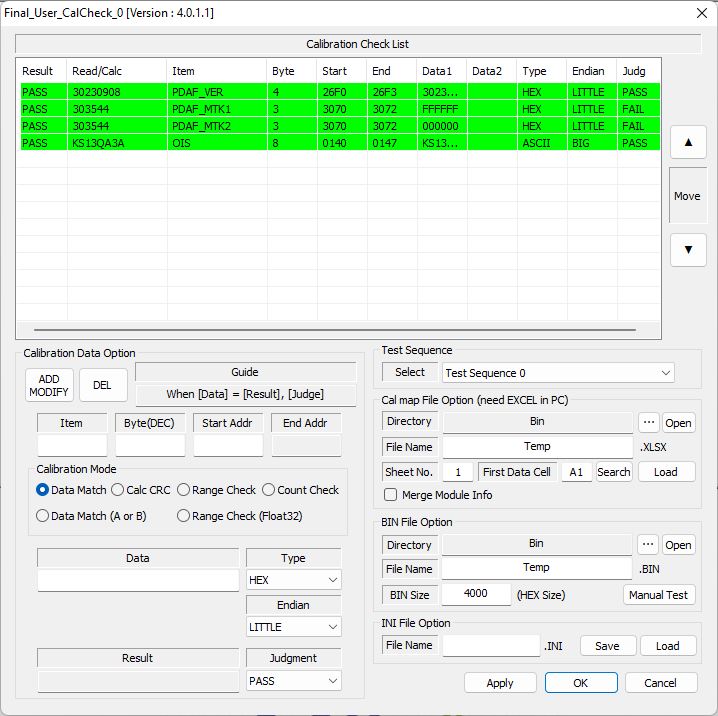 Final_User_CalCheck_0 [Version : 4.0.1.1]
Calibration Check List
Result Read/Calc Item Byte Start End Data1 Data2 Type Endian Judg
PASS 30230908 PDAF_VER 4 26F0 26F3 3023... HEX LITTLE PASS
PASS 303544 PDAF_MTK1 3 3070 3072 FFFFFF HEX LITTLE FAIL
PASS 303544 PDAF_MTK2 3 3070 3072 000000 HEX LITTLE FAIL
PASS KS13QA3A OIS 8 0140 0147 KS13... ASCII BIG PASS
▲
Move
▼
Calibration Data Option
ADD
MODIFY
DEL
Guide
When [Data] = [Result], [Judge]
Item Byte(DEC) Start Addr End Addr
Calibration Mode
Data Match Calc CRC Range Check Count Check
Data Match (A or B) Range Check (Float32)
Data Type
HEX
Endian
LITTLE
Result Judgment
PASS
Test Sequence
Select Test Sequence 0
Cal map File Option (need EXCEL in PC)
Directory Bin ... Open
File Name Temp .XLSX
Sheet No. 1 First Data Cell A1 Search Load
Merge Module Info
BIN File Option
Directory Bin ... Open
File Name Temp .BIN
BIN Size 4000 (HEX Size) Manual Test
INI File Option
File Name .INI Save Load
Apply OK Cancel